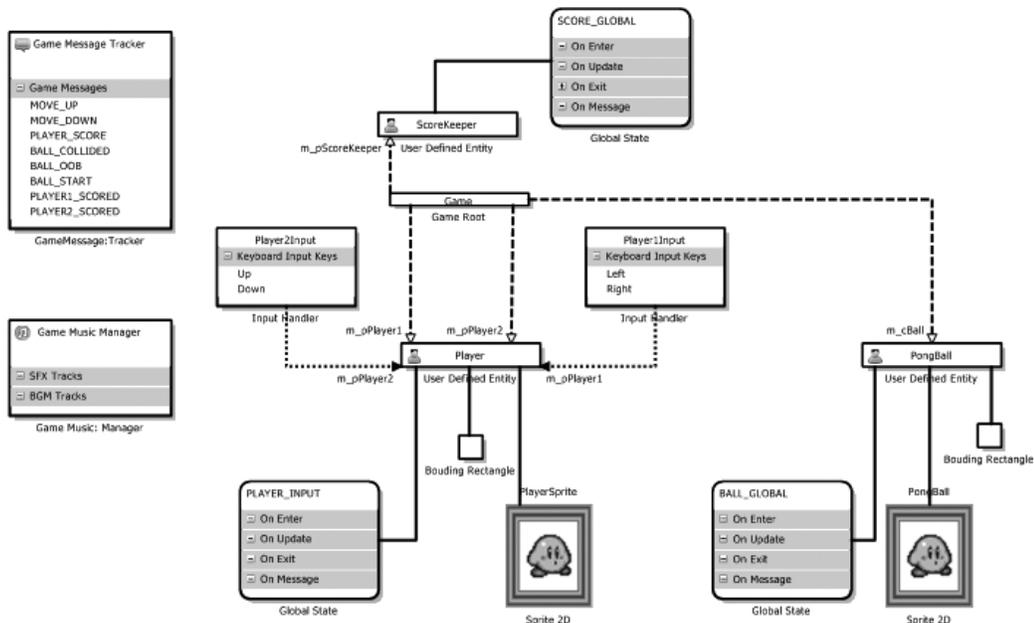 SCORE_GLOBAL
On Enter
On Update
On Exit
On Message
Global State
Game Message Tracker
Game Messages
MOVE_UP
MOVE_DOWN
PLAYER_SCORE
BALL_COLLIDED
BALL_OOB
BALL_START
PLAYER1_SCORED
PLAYER2_SCORED
GameMessage:Tracker
ScoreKeeper
m_pScoreKeeper
User Defined Entity
Game
Game Root
Player2Input
Keyboard Input Keys
Up
Down
Input Handler
Player1Input
Keyboard Input Keys
Left
Right
Input Handler
Game Music Manager
SFX Tracks
BGM Tracks
Game Music: Manager
m_pPlayer1
m_pPlayer2
m_cBall
Player
m_pPlayer2
User Defined Entity
m_pPlayer1
PongBall
User Defined Entity
Bouding Rectangle
Bouding Rectangle
PLAYER_INPUT
On Enter
On Update
On Exit
On Message
Global State
PlayerSprite
Sprite 2D
BALL_GLOBAL
On Enter
On Update
On Exit
On Message
Global State
PongBall
Sprite 2D